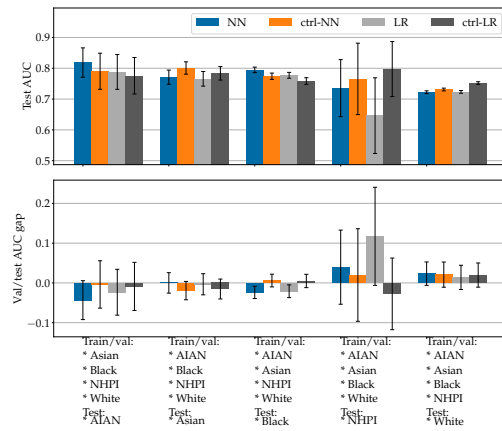 NN ctrl-NN LR ctrl-LR
0.9
0.8
0.7
0.6
0.5
Test AUC
0.2
0.1
0.0
−0.1
Val/test AUC gap
Train/val: Train/val: Train/val: Train/val: Train/val:
* Asian * AIAN * AIAN * AIAN * AIAN
* Black * Black * Asian * Asian * Asian
* NHPI * NHPI * NHPI * Black * Black
* White * White * White * White * NHPI
Test: Test: Test: Test: Test:
* AIAN * Asian * Black * NHPI * White